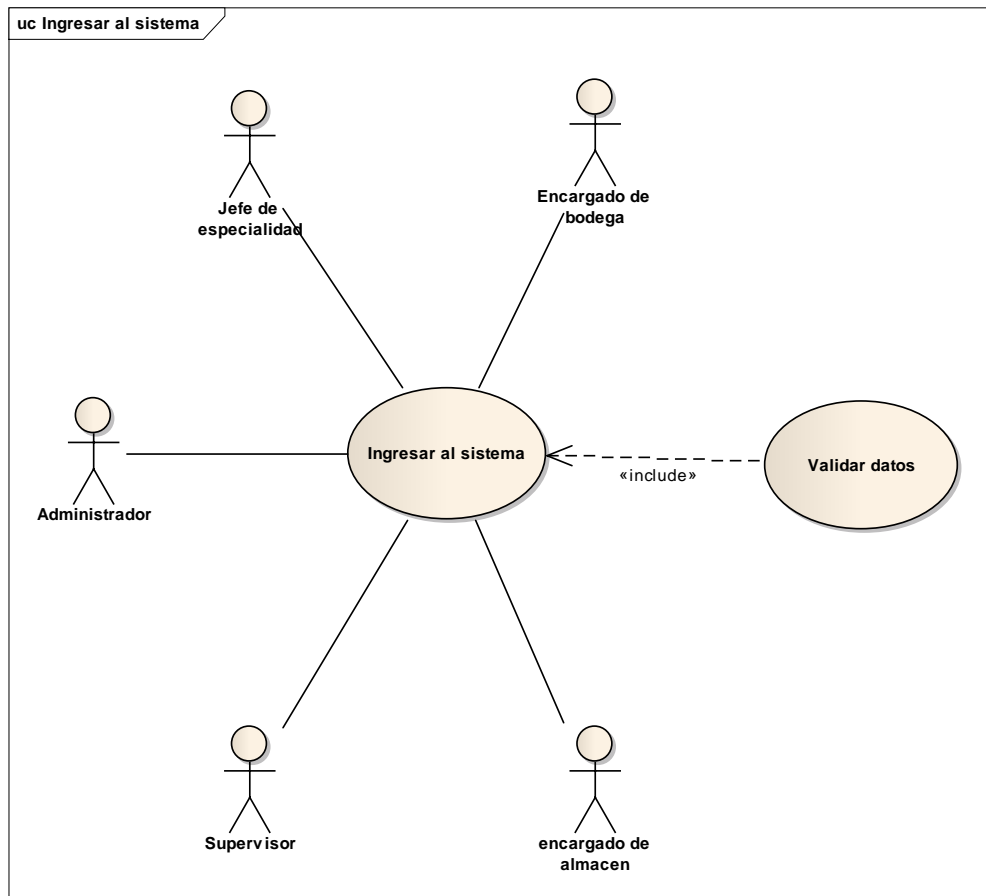 uc Ingresar al sistema
Jefe de
especialidad
Encargado de
bodega
Administrador
Ingresar al sistema
«include»
Validar datos
Supervisor
encargado de
almacen